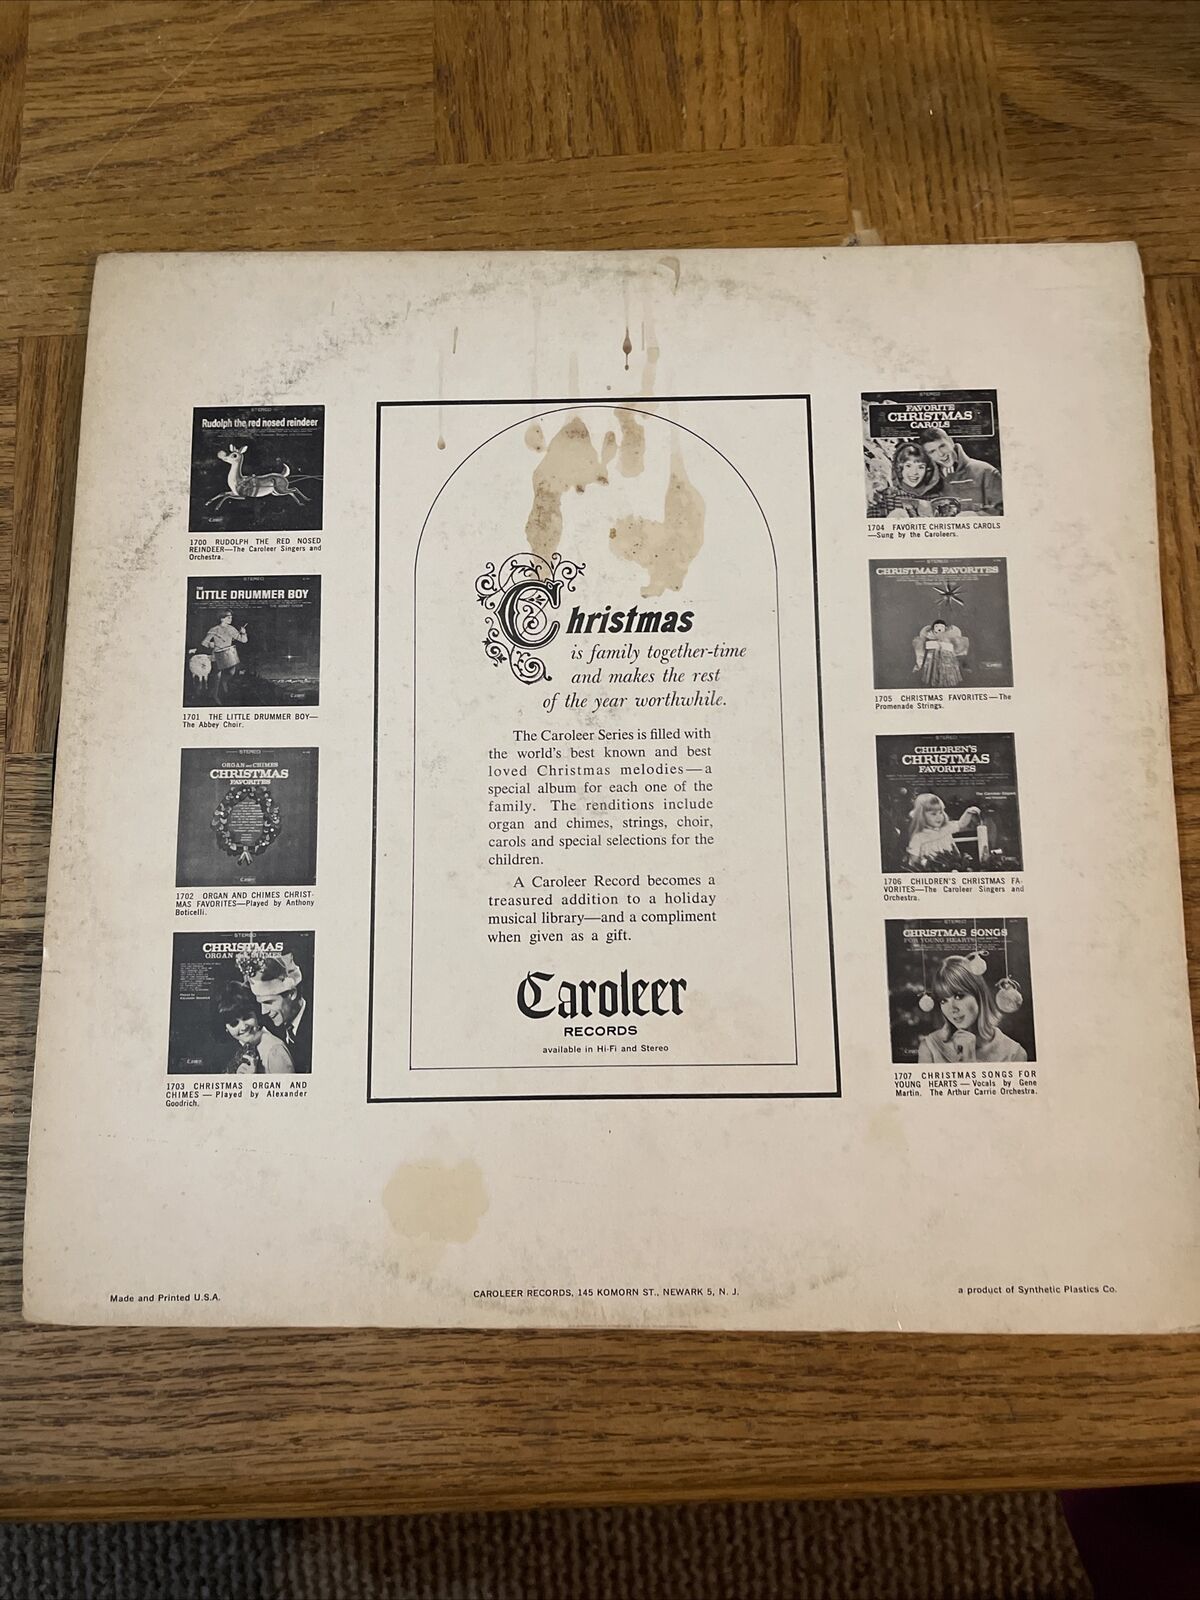 STEREO
Rudolph the red nosed reindeer
1700 RUDOLPH THE RED NOSED
REINDEER—The Caroleer Singers and
Orchestra.
STEREO
THE
LITTLE DRUMMER BOY
THE ABBEY CHOIR
1701 THE LITTLE DRUMMER BOY—
The Abbey Choir.
STEREO
ORGAN and CHIMES
CHRISTMAS
FAVORITES
1702 ORGAN AND CHIMES CHRIST-
MAS FAVORITES—Played by Anthony
Boticelli.
STEREO
CHRISTMAS
ORGAN and CHIMES
1703 CHRISTMAS ORGAN AND
CHIMES — Played by Alexander
Goodrich.
Christmas
is family together-time
and makes the rest
of the year worthwhile.
The Caroleer Series is filled with
the world's best known and best
loved Christmas melodies—a
special album for each one of the
family. The renditions include
organ and chimes, strings, choir,
carols and special selections for the
children.
A Caroleer Record becomes a
treasured addition to a holiday
musical library—and a compliment
when given as a gift.
Caroleer
RECORDS
available in Hi-Fi and Stereo
STEREO
FAVORITE
CHRISTMAS
CAROLS
1704 FAVORITE CHRISTMAS CAROLS
—Sung by the Caroleers.
STEREO
CHRISTMAS FAVORITES
1705 CHRISTMAS FAVORITES—The
Promenade Strings.
STEREO
CHILDREN'S
CHRISTMAS
FAVORITES
The Caroleer Singers
1706 CHILDREN'S CHRISTMAS FA-
VORITES—The Caroleer Singers and
Orchestra.
STEREO
CHRISTMAS SONGS
FOR YOUNG HEARTS
1707 CHRISTMAS SONGS FOR
YOUNG HEARTS — Vocals by Gene
Martin. The Arthur Carrie Orchestra.
Made and Printed U.S.A.
CAROLEER RECORDS, 145 KOMORN ST., NEWARK 5, N. J.
a product of Synthetic Plastics Co.